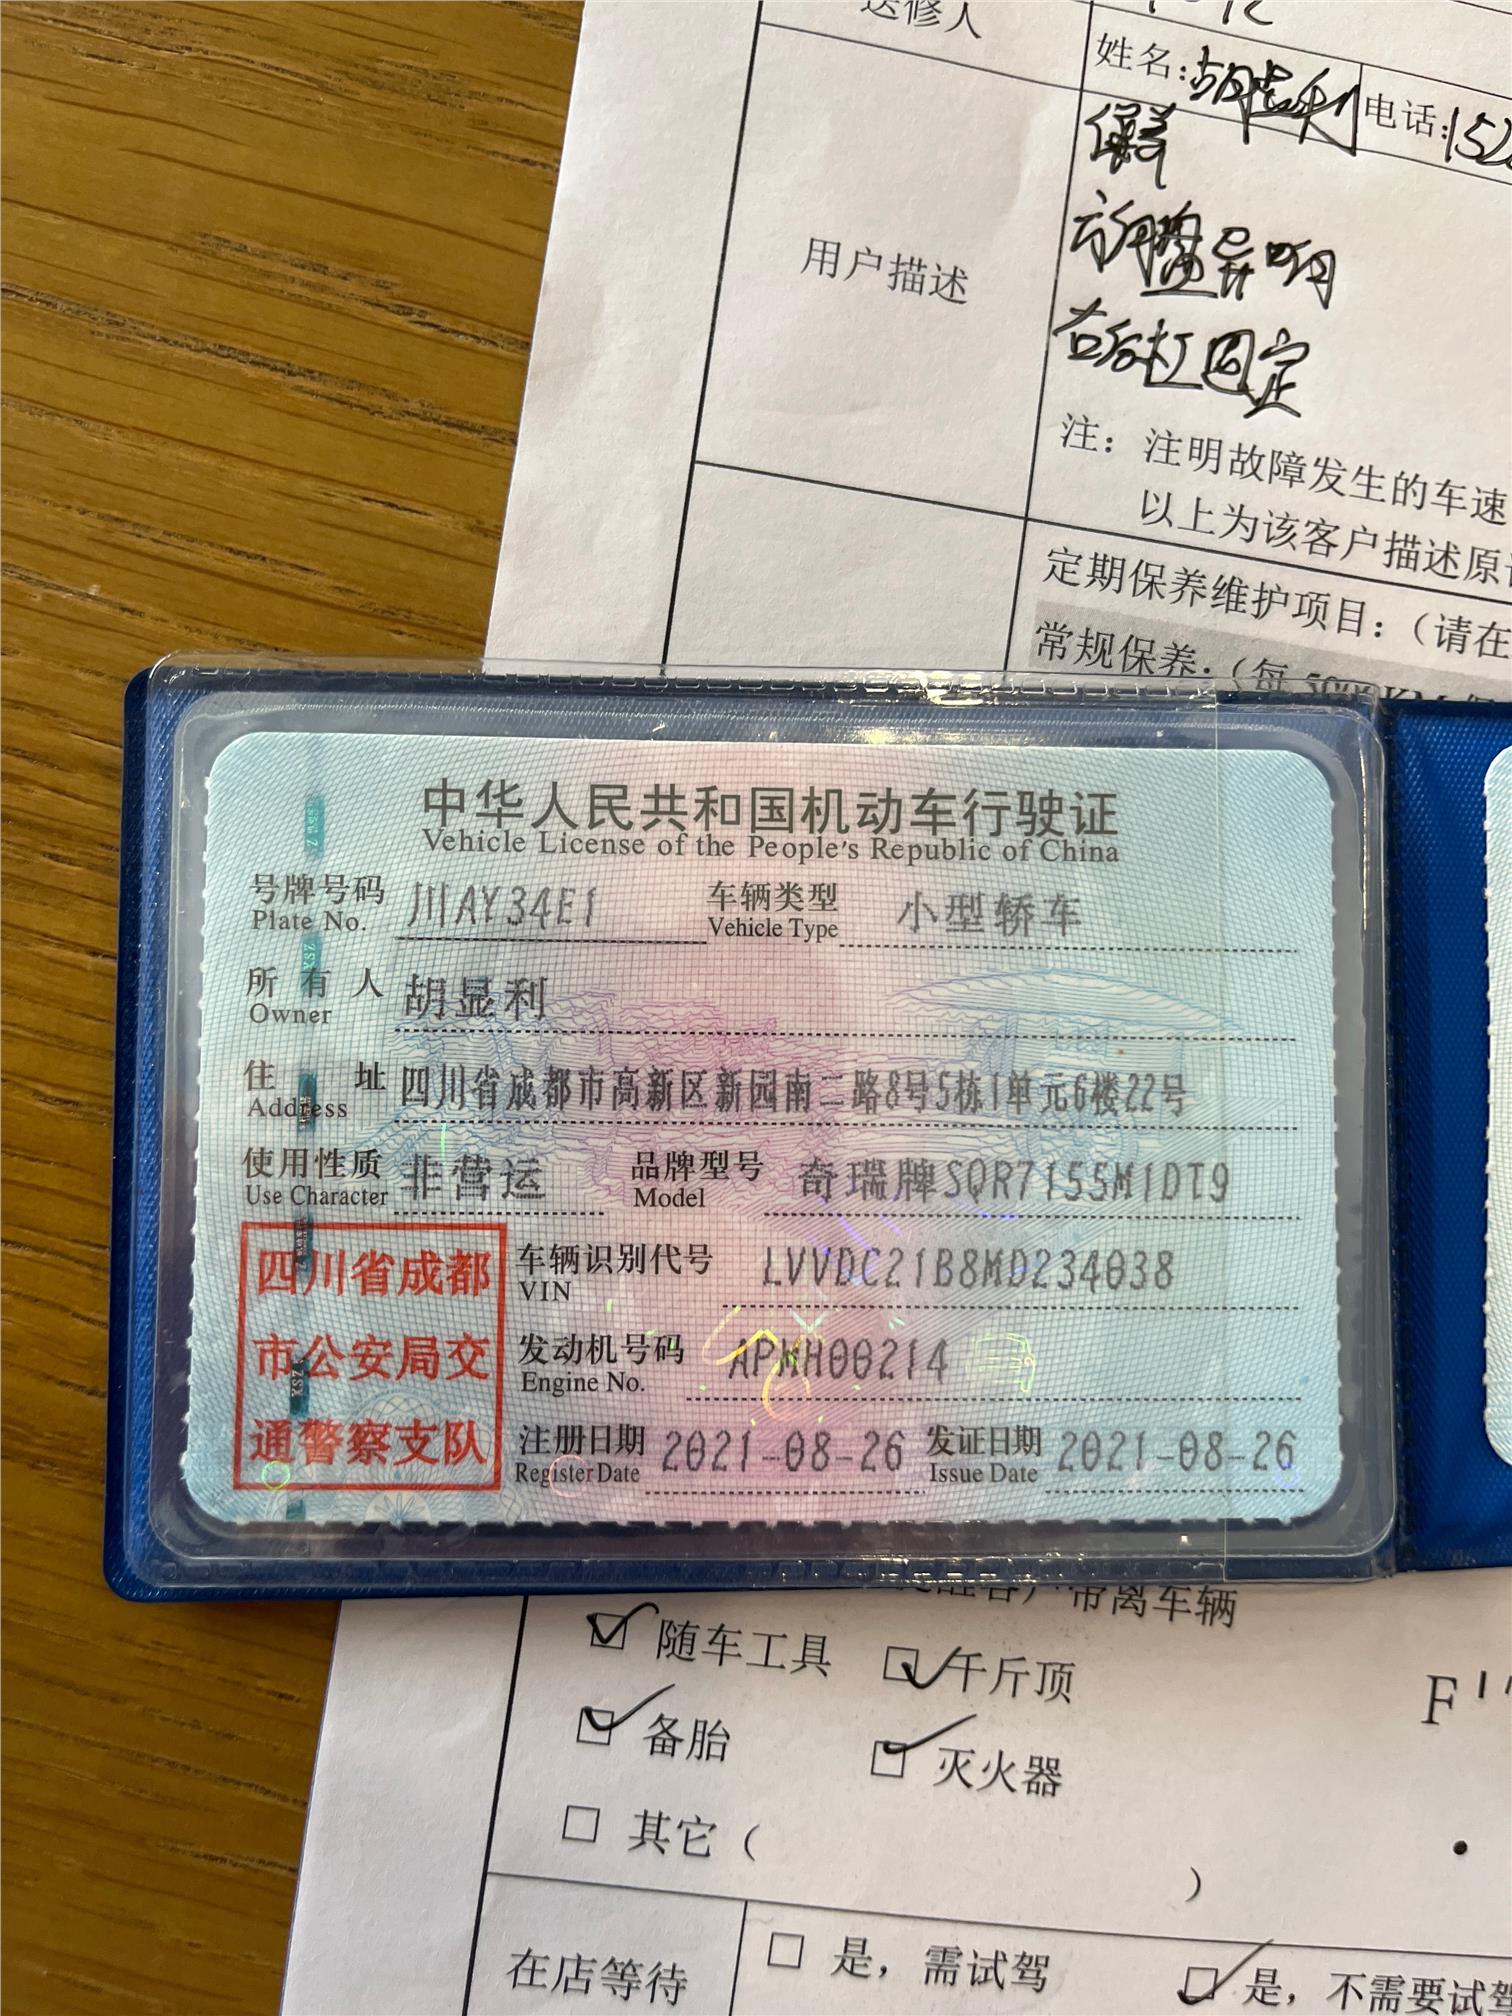 送修人
姓名：胡显利 电话：152
用户描述
保养
方向盘异响
右后杠固定
注：注明故障发生的车速
以上为该客户描述原
定期保养维护项目：（请在
常规保养：（每 5000 KM
中华人民共和国机动车行驶证
Vehicle License of the People's Republic of China
号牌号码 川AY34E1 车辆类型 小型轿车
Plate No. Vehicle Type
所有人 胡显利
Owner
住址 四川省成都市高新区新园南二路8号5栋1单元6楼22号
Address
使用性质 非营运 品牌型号 奇瑞牌SQR7155M1DT9
Use Character Model
四川省成都
市公安局交
通警察支队
车辆识别代号 LVVDC21B8MD234038
VIN
发动机号码 APMH00214
Engine No.
注册日期 2021-08-26 发证日期 2021-08-26
Register Date Issue Date
带离车辆
随车工具 千斤顶
备胎 灭火器
其它（ ）
F
在店等待 是，需试驾 是，不需要试驾